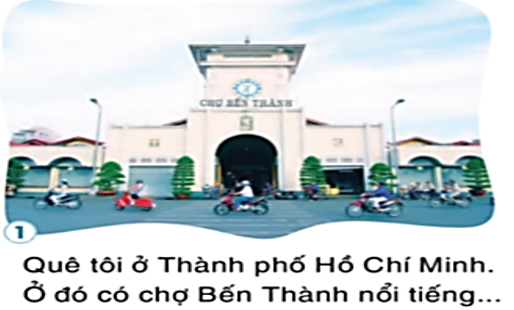 CHỢ BẾN THÀNH
1
Quê tôi ở Thành phố Hồ Chí Minh.
Ở đó có chợ Bến Thành nổi tiếng...